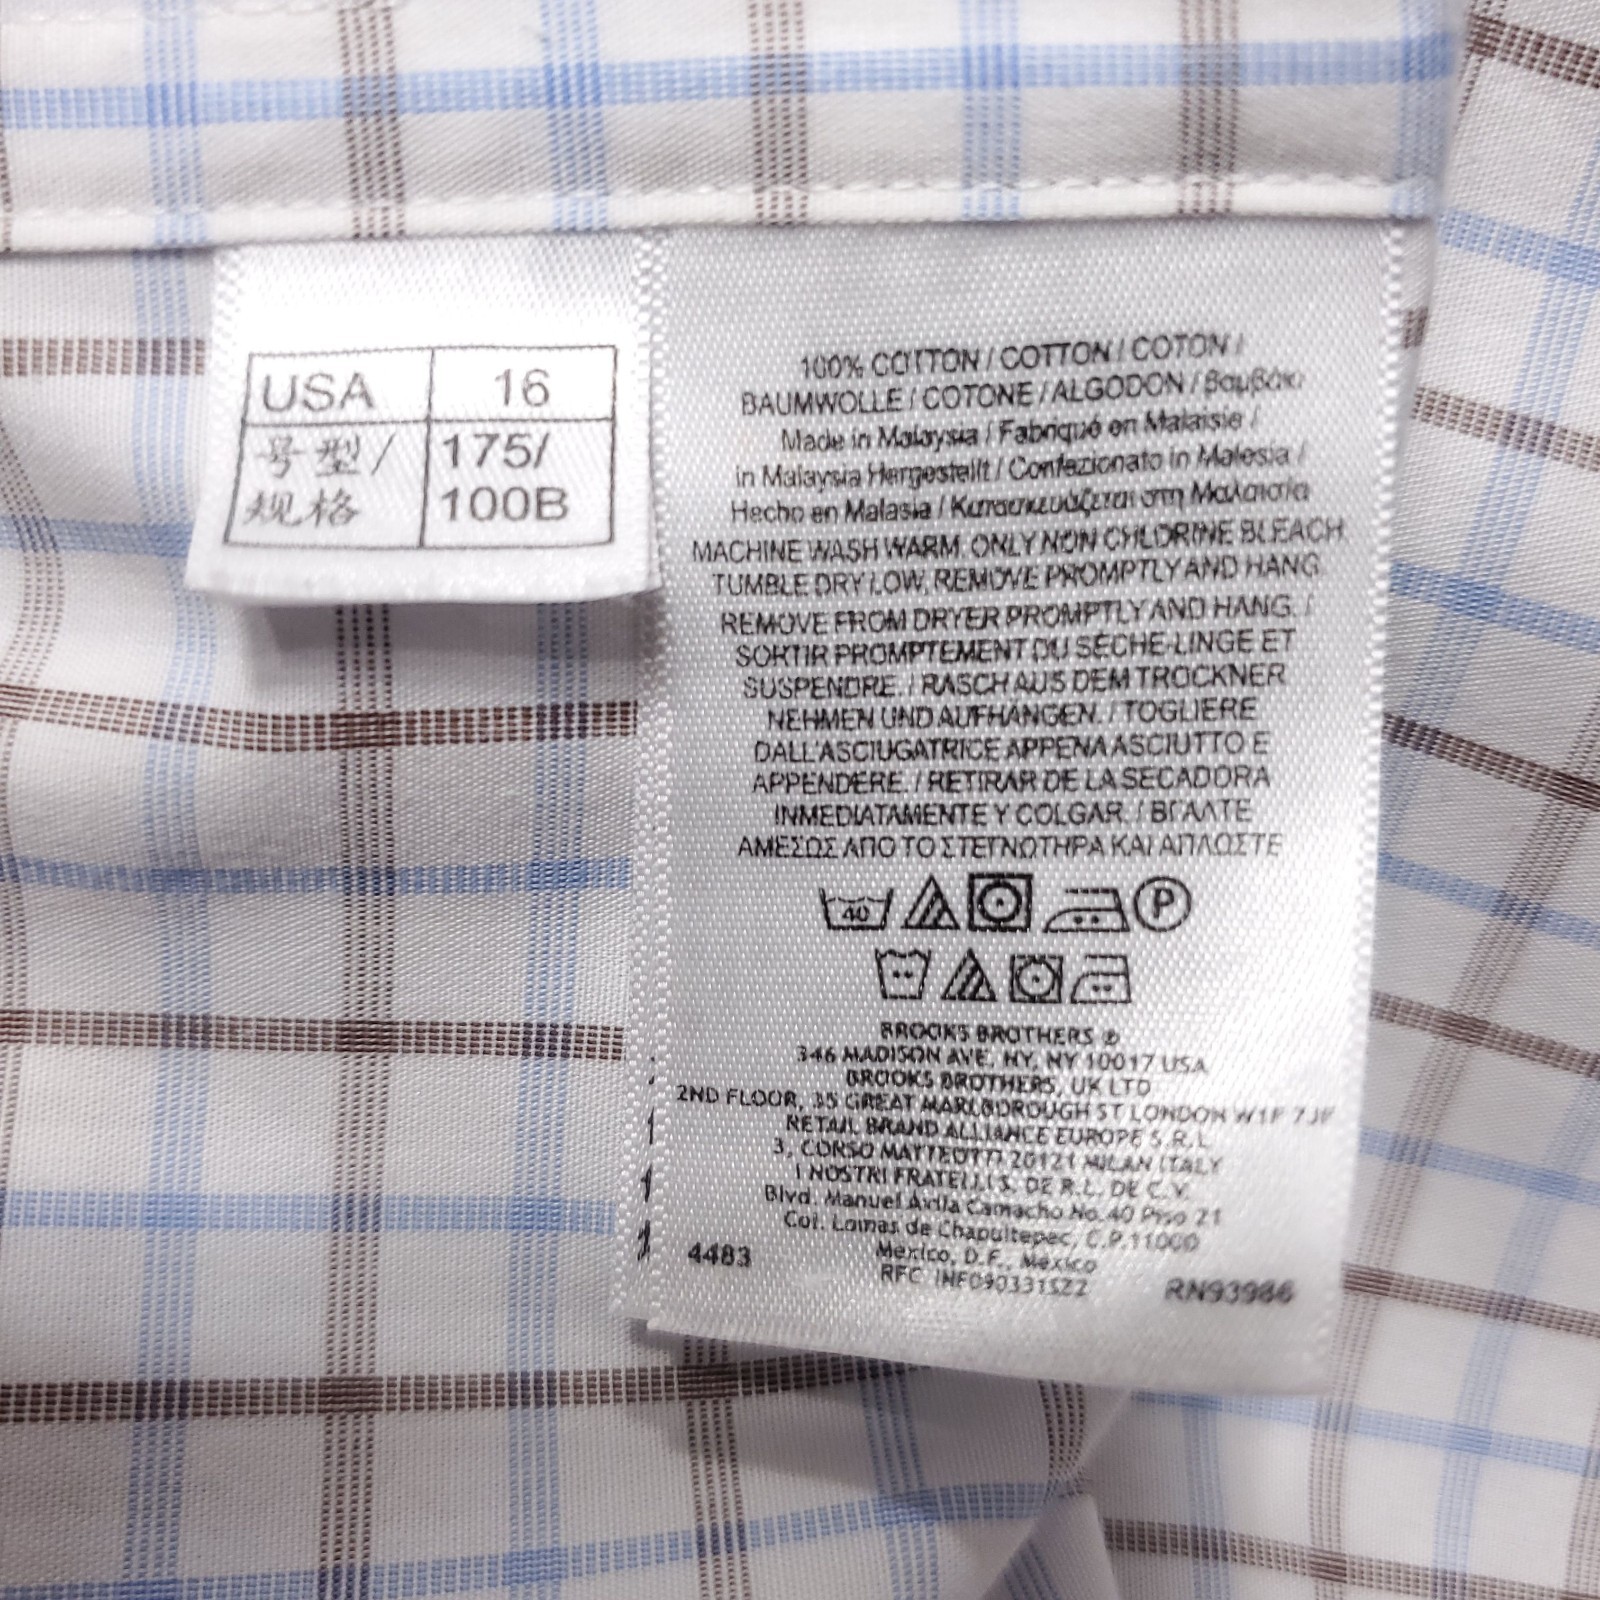 USA 16
号型/ 175/
规格 100B
100% COTTON / COTTON / COTON /
BAUMWOLLE / COTONE / ALGODON / Βαμβάκι
Made in Malaysia / Fabriqué en Malaisie /
in Malaysia Hergestellt / Confezionato in Malesia /
Hecho en Malasia / Κατασκευάζεται στη Μαλαισία
MACHINE WASH WARM. ONLY NON CHLORINE BLEACH
TUMBLE DRY LOW, REMOVE PROMPTLY AND HANG.
REMOVE FROM DRYER PROMPTLY AND HANG. /
SORTIR PROMPTEMENT DU SÈCHE-LINGE ET
SUSPENDRE. / RASCH AUS DEM TROCKNER
NEHMEN UND AUFHÄNGEN. / TOGLIERE
DALL'ASCIUGATRICE APPENA ASCIUTTO E
APPENDERE. / RETIRAR DE LA SECADORA
INMEDIATAMENTE Y COLGAR. / ΒΓΑΛΤΕ
ΑΜΕΣΩΣ ΑΠΟ ΤΟ ΣΤΕΓΝΩΤΗΡΑ ΚΑΙ ΑΠΛΩΣΤΕ
40 P
BROOKS BROTHERS ®
346 MADISON AVE, NY, NY 10017 USA
BROOKS BROTHERS, UK LTD
2ND FLOOR, 35 GREAT MARLBOROUGH ST LONDON W1F 7JF
RETAIL BRAND ALLIANCE EUROPE S.R.L
3, CORSO MATTEOTTI 20121 MILAN ITALY
I NOSTRI FRATELLI S. DE R.L. DE C.V.
Blvd. Manuel Ávila Camacho No.40 Piso 21
Col. Lomas de Chapultepec, C.P.11000
4483 Mexico, D.F., Mexico
RFC INF090331SZ2 RN93986